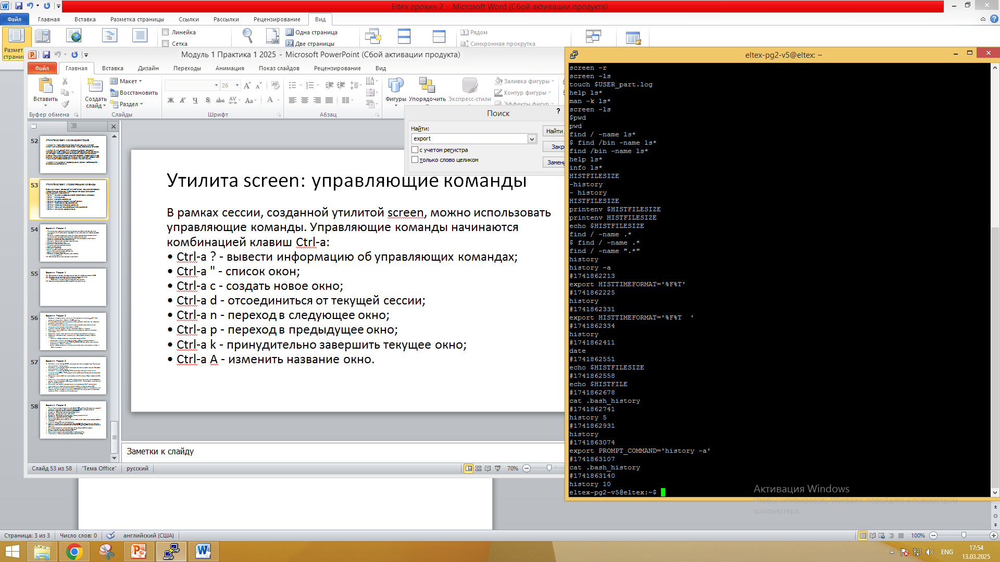 Eltex ерохин 2 - Microsoft Word (Сбой активации продукта)
Файл
Главная
Вставка
Разметка страницы
Ссылки
Рассылки
Рецензирование
Вид
Линейка
Сетка
Одна страница
Две страницы
Рядом
Синхронная прокрутка
Размет
стран
Модуль 1 Практика 1 2025 - Microsoft PowerPoint (Сбой активации продукта)
Файл
Главная
Вставка
Дизайн
Переходы
Анимация
Показ слайдов
Рецензирование
Вид
Вставить
Создать слайд
Макет
Восстановить
Раздел
26
Фигуры
Упорядочить
Экспресс-стили
Заливка фигуры
Контур фигуры
Эффекты фигур
Буфер обмена
Слайды
Шрифт
Абзац
Поиск
?
Найти:
export
с учетом регистра
только слово целиком
Найти
Закр
Замени
52
Утилита screen: командная строка
53
Утилита screen: управляющие команды
54
55
56
57
58
Утилита screen: управляющие команды
В рамках сессии, созданной утилитой screen, можно использовать
управляющие команды. Управляющие команды начинаются
комбинацией клавиш Ctrl-a:
• Ctrl-a ? - вывести информацию об управляющих командах;
• Ctrl-a " - список окон;
• Ctrl-a c - создать новое окно;
• Ctrl-a d - отсоединиться от текущей сессии;
• Ctrl-a n - переход в следующее окно;
• Ctrl-a p - переход в предыдущее окно;
• Ctrl-a k - принудительно завершить текущее окно;
• Ctrl-a A - изменить название окно.
Заметки к слайду
Слайд 53 из 58
"Тема Office"
русский
70%
eltex-pg2-v5@eltex: ~
screen -r
screen -ls
touch $USER_part.log
help ls*
man -k ls*
screen -ls
$pwd
pwd
find / -name ls*
$ find /bin -name ls*
find /bin -name ls*
help ls*
info ls*
HISTFILESIZE
-history
- history
HISTFILESIZE
printenv $HISTFILESIZE
printenv HISTFILESIZE
echo $HISTFILESIZE
find / -name .*
$ find / -name .*
find / -name ".*"
history
history -a
#1741862213
export HISTTIMEFORMAT='%F%T'
#1741862225
history
#1741862331
export HISTTIMEFORMAT='%F%T  '
#1741862334
history
#1741862411
date
#1741862551
echo $HISTFILESIZE
#1741862558
echo $HISTFILE
#1741862678
cat .bash_history
#1741862741
history 5
#1741862931
history
#1741863074
export PROMPT_COMMAND='history -a'
#1741863107
cat .bash_history
#1741863140
history 10
eltex-pg2-v5@eltex:~$
Активация Windows
Чтобы активировать Windows, перейдите к параметрам
компьютера.
Страница: 3 из 3
Число слов: 0
английский (США)
100%
ENG
17:54
13.03.2025